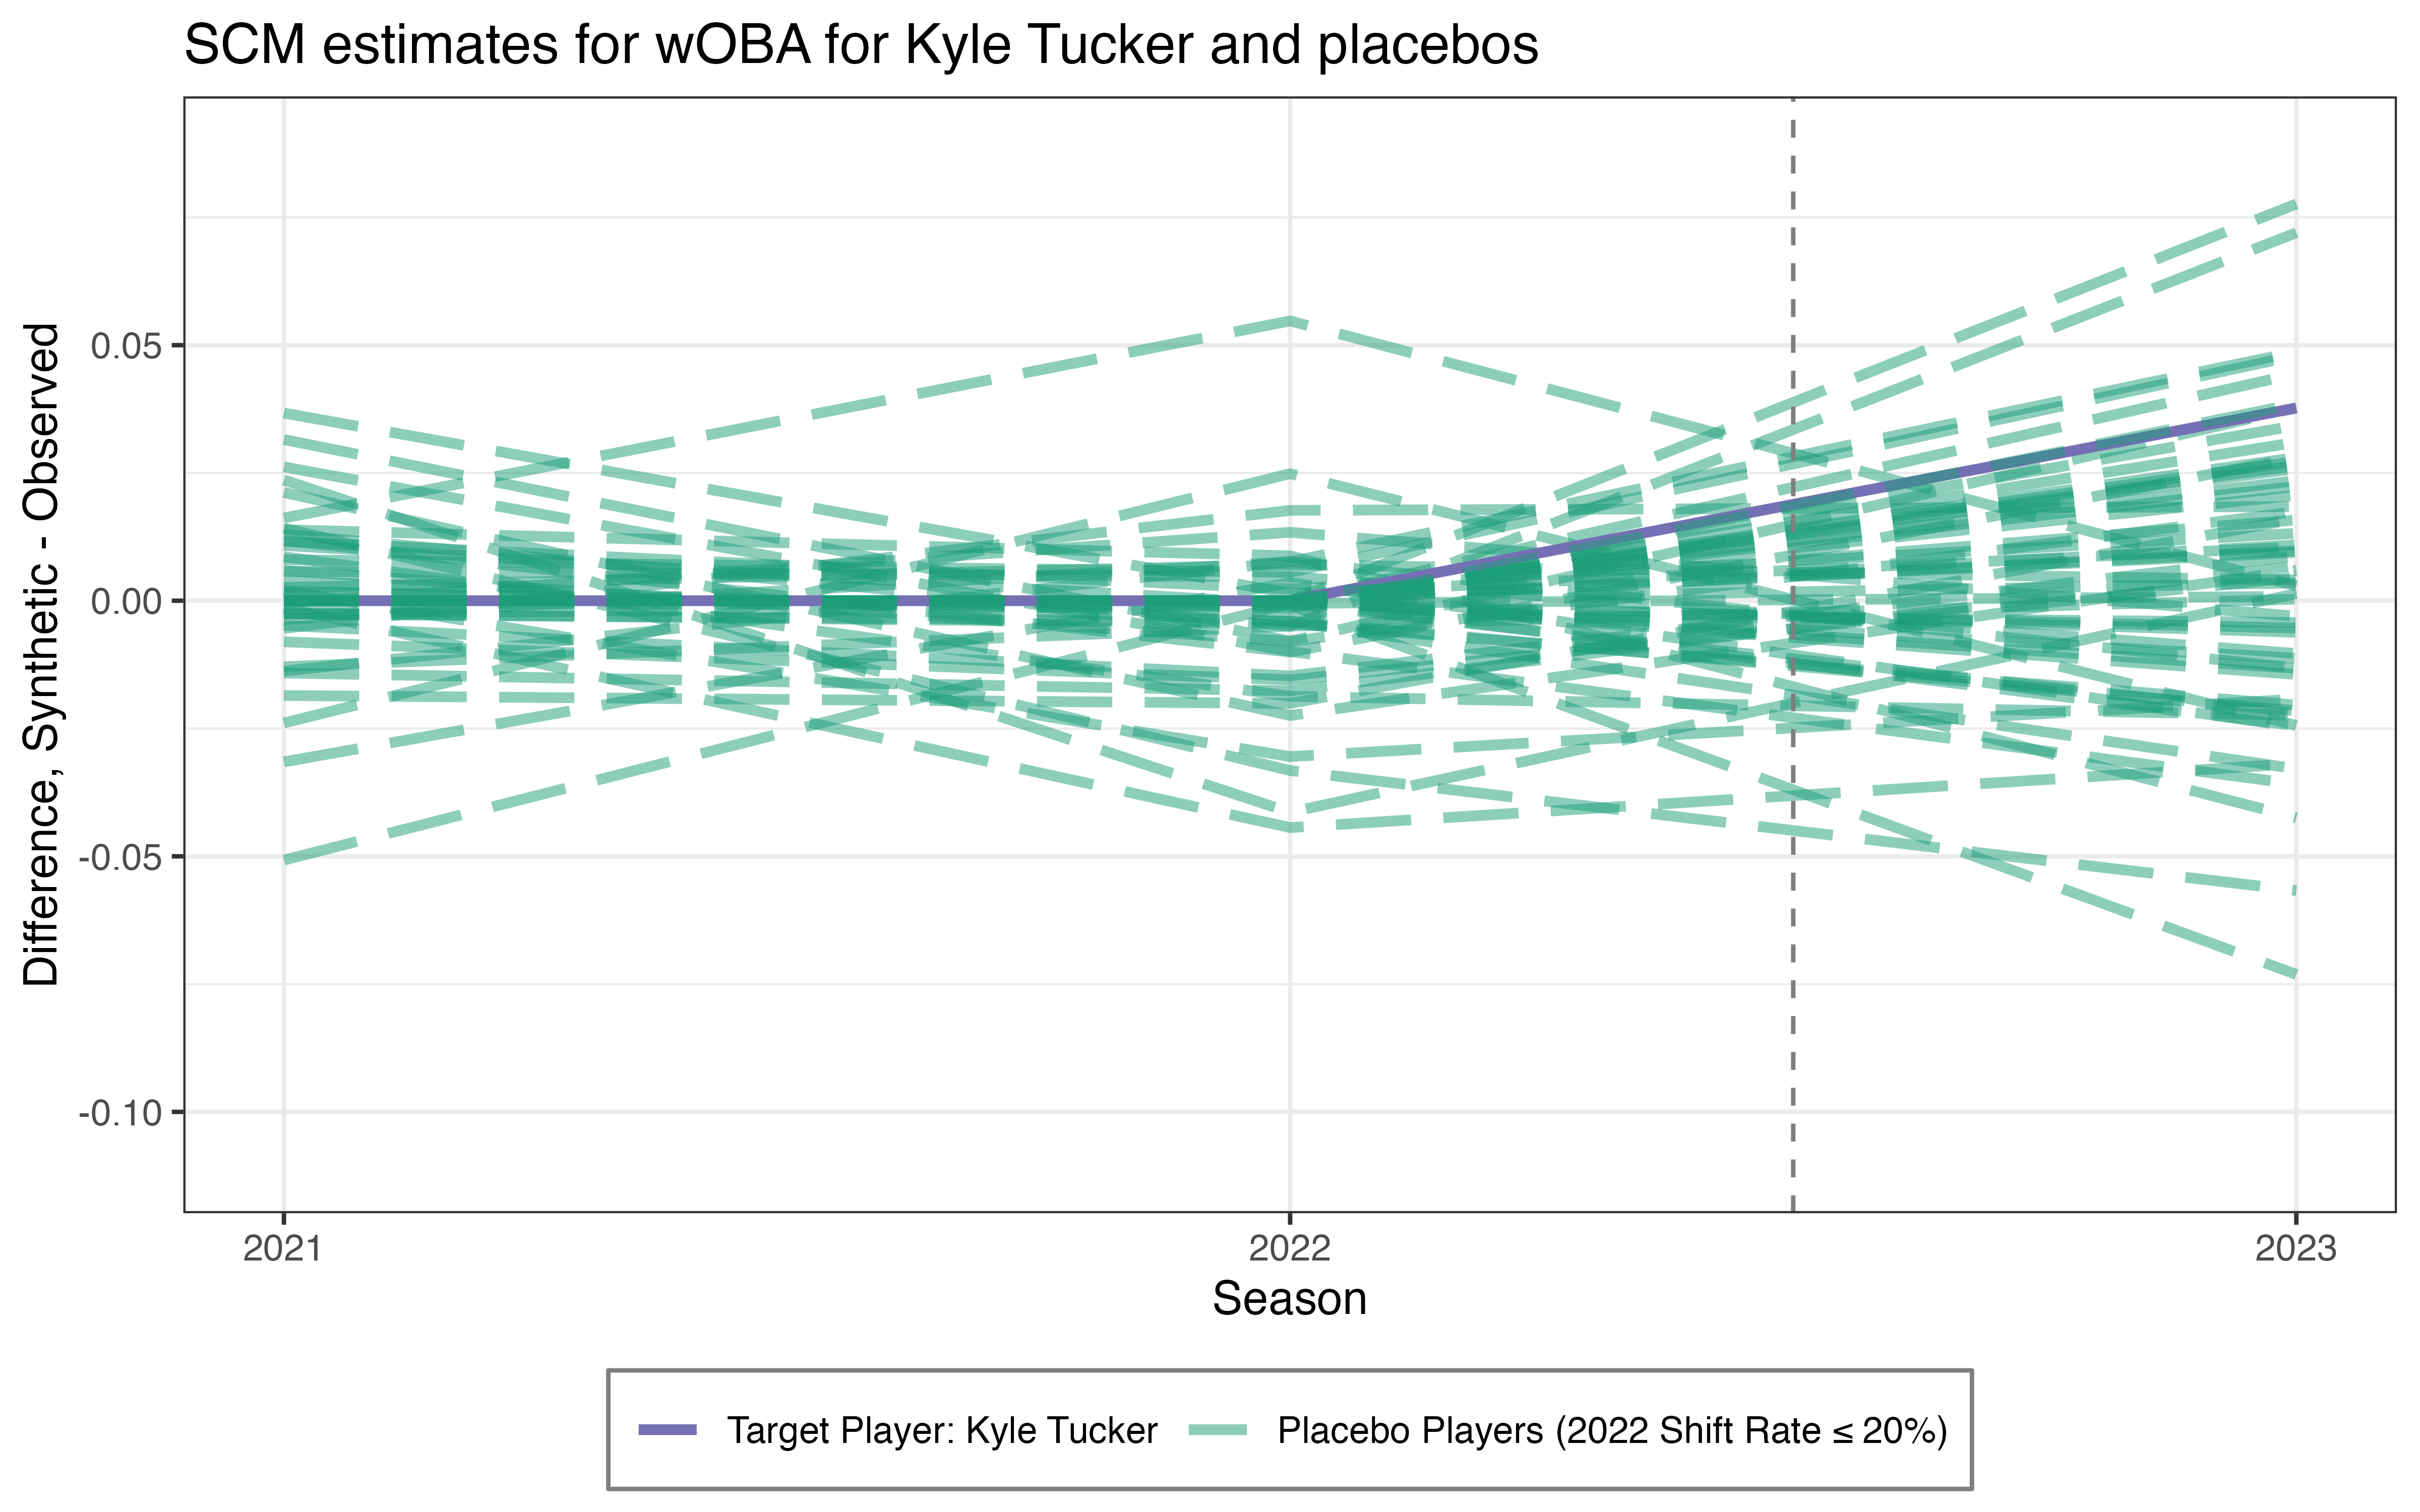 SCM estimates for wOBA for Kyle Tucker and placebos
Difference, Synthetic - Observed
0.05
0.00
-0.05
-0.10
2021
2022
2023
Season
Target Player: Kyle Tucker
Placebo Players (2022 Shift Rate ≤ 20%)